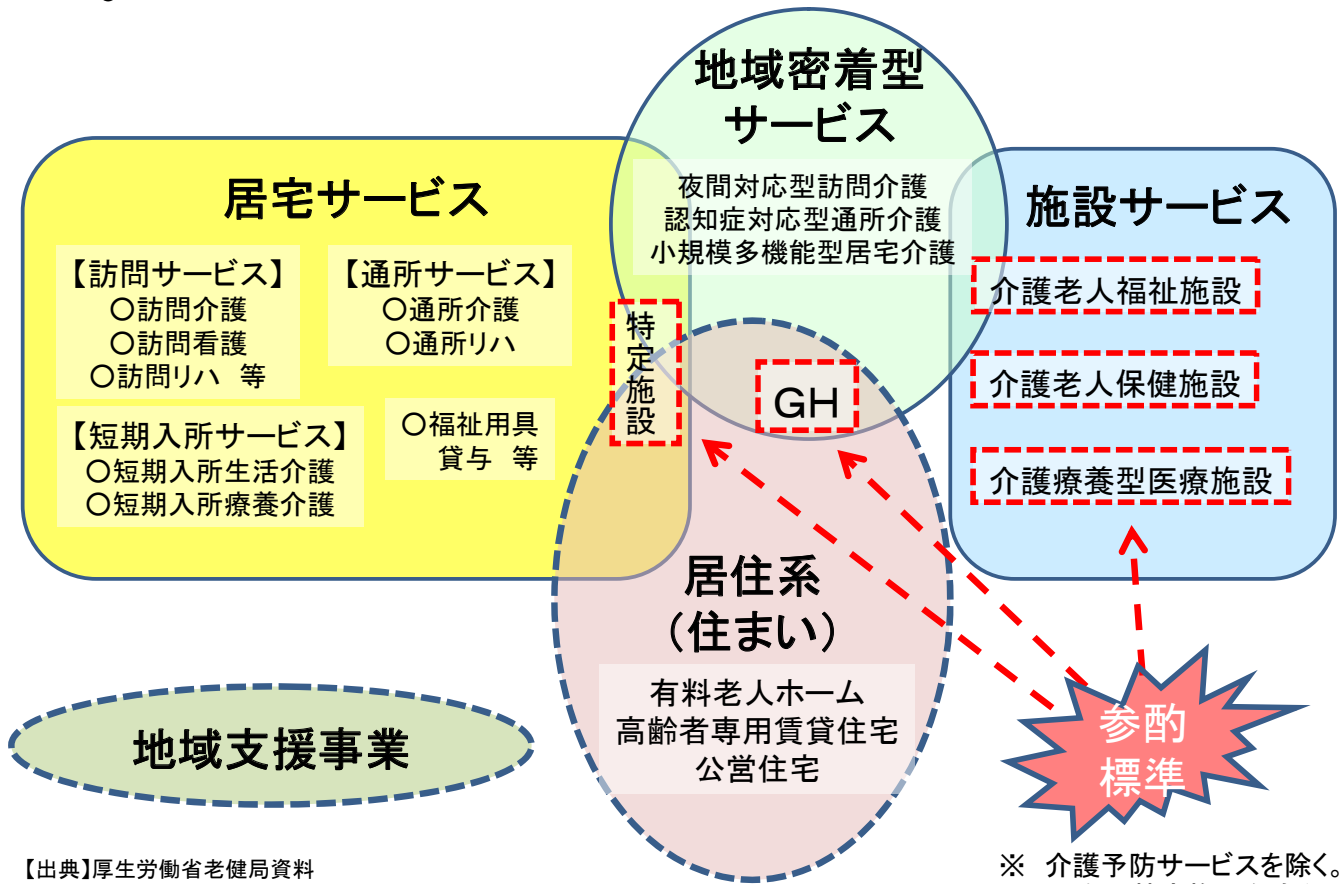 地域密着型
サービス
夜間対応型訪問介護
認知症対応型通所介護
小規模多機能型居宅介護
居宅サービス
【訪問サービス】
○訪問介護
○訪問看護
○訪問リハ 等
【通所サービス】
○通所介護
○通所リハ
【短期入所サービス】
○短期入所生活介護
○短期入所療養介護
○福祉用具
貸与 等
特定施設
GH
施設サービス
介護老人福祉施設
介護老人保健施設
介護療養型医療施設
居住系
（住まい）
有料老人ホーム
高齢者専用賃貸住宅
公営住宅
地域支援事業
参酌
標準
【出典】厚生労働省老健局資料
※ 介護予防サービスを除く。